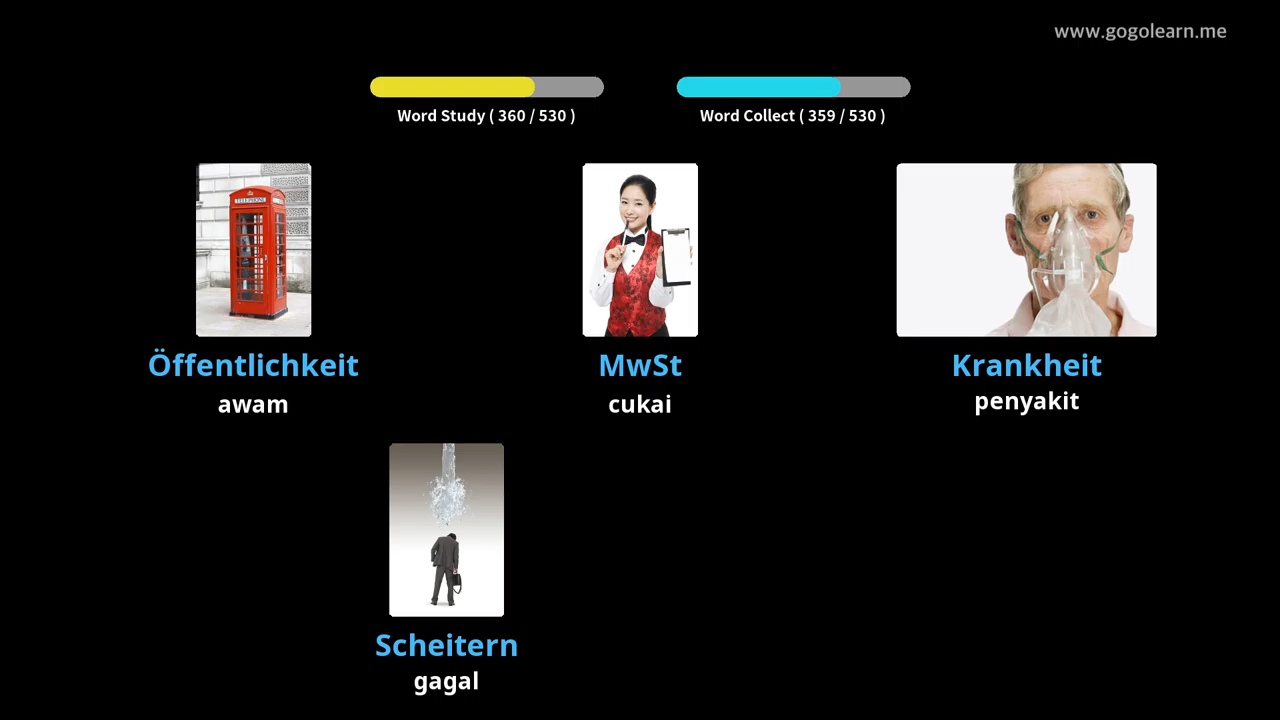 www.gogolearn.me
Word Study ( 360 / 530 )
Word Collect ( 359 / 530 )
TELEPHONE
Öffentlichkeit
awam
MwSt
cukai
Krankheit
penyakit
Scheitern
gagal